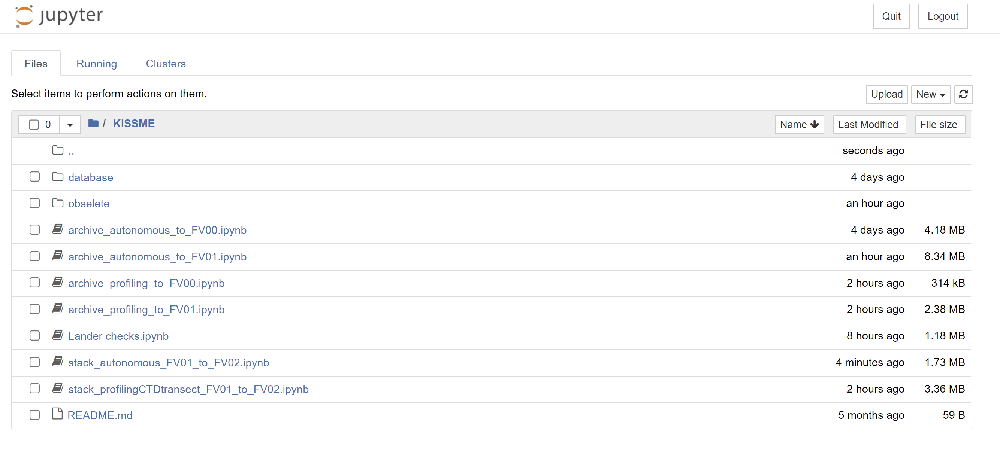 jupyter Quit Logout
Files Running Clusters
Select items to perform actions on them. Upload New
0 / KISSME Name Last Modified File size
.. seconds ago
database 4 days ago
obselete an hour ago
archive_autonomous_to_FV00.ipynb 4 days ago 4.18 MB
archive_autonomous_to_FV01.ipynb an hour ago 8.34 MB
archive_profiling_to_FV00.ipynb 2 hours ago 314 kB
archive_profiling_to_FV01.ipynb 2 hours ago 2.38 MB
Lander checks.ipynb 8 hours ago 1.18 MB
stack_autonomous_FV01_to_FV02.ipynb 4 minutes ago 1.73 MB
stack_profilingCTDtransect_FV01_to_FV02.ipynb 2 hours ago 3.36 MB
README.md 5 months ago 59 B